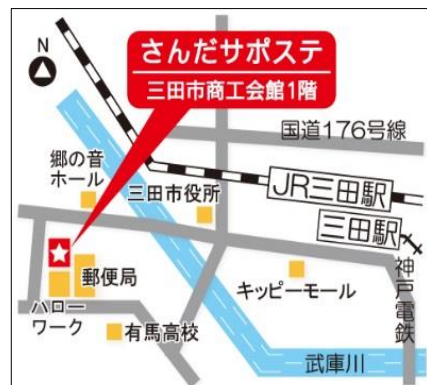 N
さんだサポステ
三田市商工会館1階
国道176号線
郷の音
ホール
三田市役所
JR三田駅
三田駅
神戸電鉄
郵便局
キッピーモール
ハロー
ワーク
有馬高校
武庫川